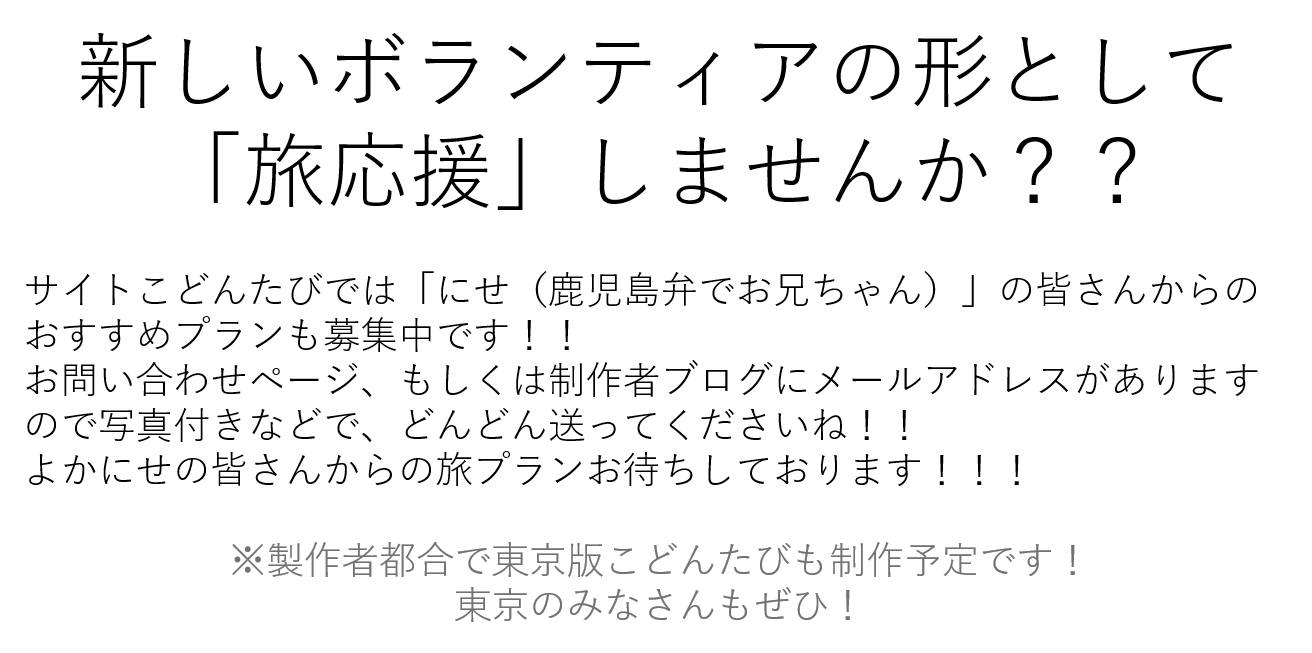 新しいボランティアの形として
「旅応援」しませんか？？
サイトこどんたびでは「にせ（鹿児島弁でお兄ちゃん）」の皆さんからの
おすすめプランも募集中です！！
お問い合わせページ、もしくは制作者ブログにメールアドレスがあります
ので写真付きなどで、どんどん送ってくださいね！！
よかにせの皆さんからの旅プランお待ちしております！！！
※製作者都合で東京版こどんたびも制作予定です！
東京のみなさんもぜひ！